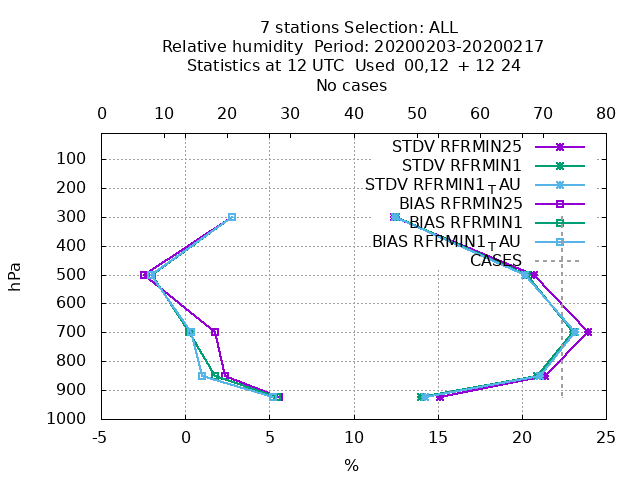 7 stations Selection: ALL
Relative humidity  Period: 20200203-20200217
Statistics at 12 UTC  Used  00,12  + 12 24
No cases
0 10 20 30 40 50 60 70 80
STDV RFRMIN25
STDV RFRMIN1
STDV RFRMIN1TAU
BIAS RFRMIN25
BIAS RFRMIN1
BIAS RFRMIN1TAU
CASES
100
200
300
400
500
600
700
800
900
1000
hPa
-5 0 5 10 15 20 25
%